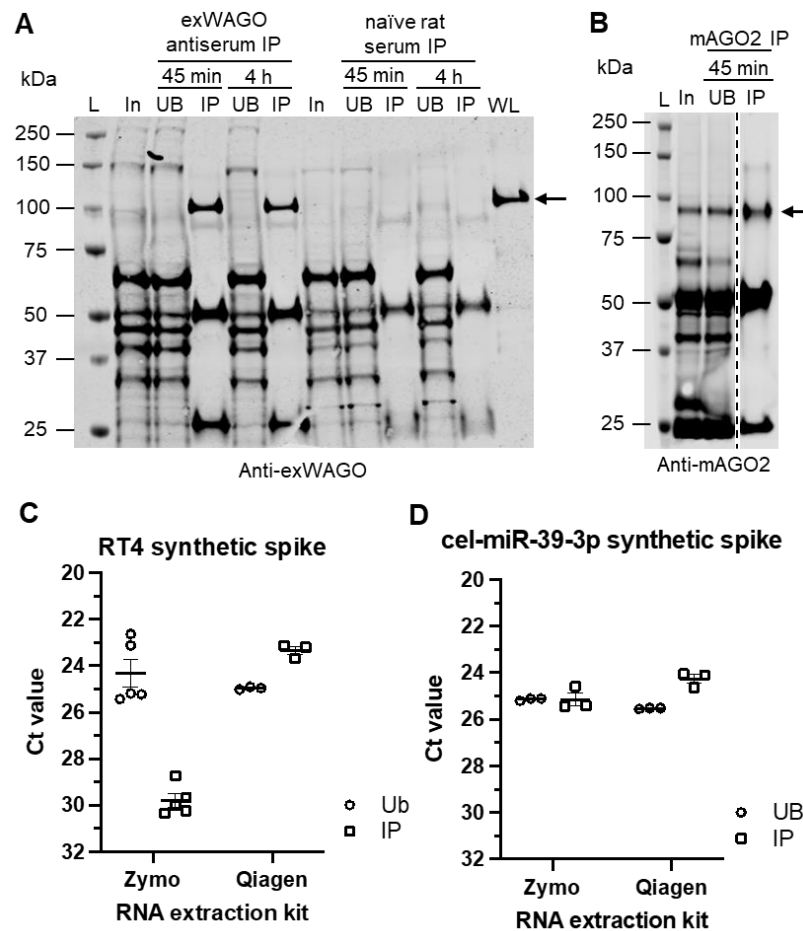 A
exWAGO
antiserum IP
naïve rat
serum IP
kDa
45 min
4 h
45 min
4 h
L
In
UB
IP
UB
IP
In
UB
IP
UB
IP
WL
250
150
100
75
50
37
25
Anti-exWAGO
B
mAGO2 IP
kDa
45 min
L
In
UB
IP
250
150
100
75
50
37
25
Anti-mAGO2
C
RT4 synthetic spike
Ct value
20
22
24
26
28
30
32
Zymo
Qiagen
RNA extraction kit
Ub
IP
D
cel-miR-39-3p synthetic spike
Ct value
20
22
24
26
28
30
32
Zymo
Qiagen
RNA extraction kit
UB
IP